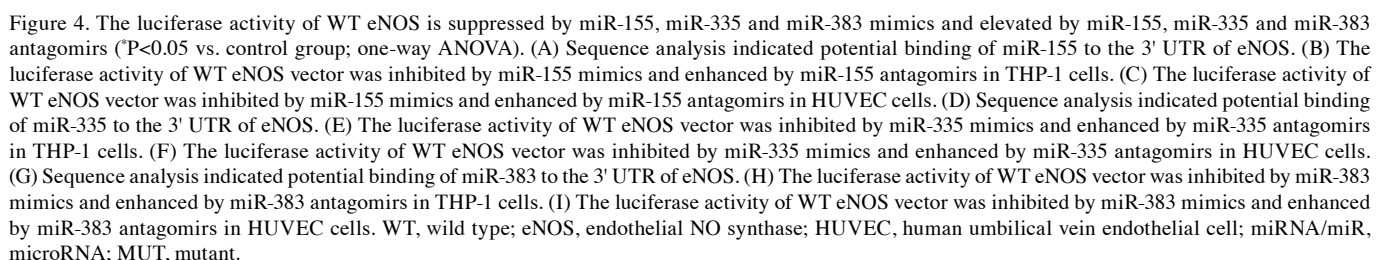 Figure 4. The luciferase activity of WT eNOS is suppressed by miR-155, miR-335 and miR-383 mimics and elevated by miR-155, miR-335 and miR-383
antagomirs (*P<0.05 vs. control group; one-way ANOVA). (A) Sequence analysis indicated potential binding of miR-155 to the 3' UTR of eNOS. (B) The
luciferase activity of WT eNOS vector was inhibited by miR-155 mimics and enhanced by miR-155 antagomirs in THP-1 cells. (C) The luciferase activity of
WT eNOS vector was inhibited by miR-155 mimics and enhanced by miR-155 antagomirs in HUVEC cells. (D) Sequence analysis indicated potential binding
of miR-335 to the 3' UTR of eNOS. (E) The luciferase activity of WT eNOS vector was inhibited by miR-335 mimics and enhanced by miR-335 antagomirs
in THP-1 cells. (F) The luciferase activity of WT eNOS vector was inhibited by miR-335 mimics and enhanced by miR-335 antagomirs in HUVEC cells.
(G) Sequence analysis indicated potential binding of miR-383 to the 3' UTR of eNOS. (H) The luciferase activity of WT eNOS vector was inhibited by miR-383
mimics and enhanced by miR-383 antagomirs in THP-1 cells. (I) The luciferase activity of WT eNOS vector was inhibited by miR-383 mimics and enhanced
by miR-383 antagomirs in HUVEC cells. WT, wild type; eNOS, endothelial NO synthase; HUVEC, human umbilical vein endothelial cell; miRNA/miR,
microRNA; MUT, mutant.